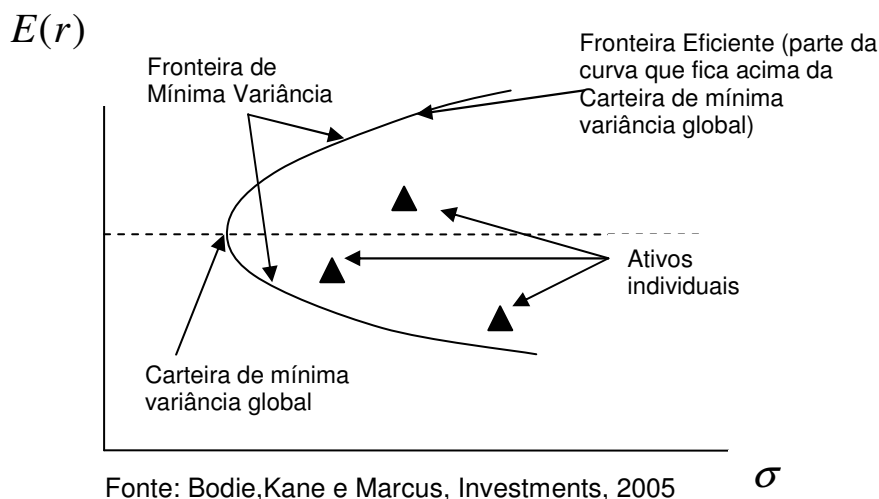 E(r)
Fronteira de
Mínima Variância
Fronteira Eficiente (parte da
curva que fica acima da
Carteira de mínima
variância global)
Ativos
individuais
Carteira de mínima
variância global
Fonte: Bodie,Kane e Marcus, Investments, 2005
σ